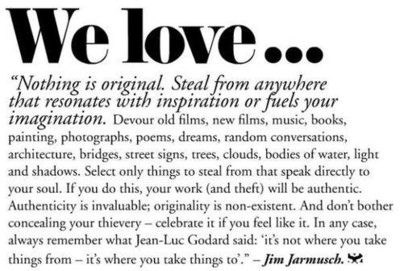 We love...
“Nothing is original. Steal from anywhere
that resonates with inspiration or fuels your
imagination. Devour old films, new films, music, books,
painting, photographs, poems, dreams, random conversations,
architecture, bridges, street signs, trees, clouds, bodies of water, light
and shadows. Select only things to steal from that speak directly to
your soul. If you do this, your work (and theft) will be authentic.
Authenticity is invaluable; originality is non-existent. And don’t bother
concealing your thievery – celebrate it if you feel like it. In any case,
always remember what Jean-Luc Godard said: ‘it’s not where you take
things from – it’s where you take things to’.” – Jim Jarmusch.